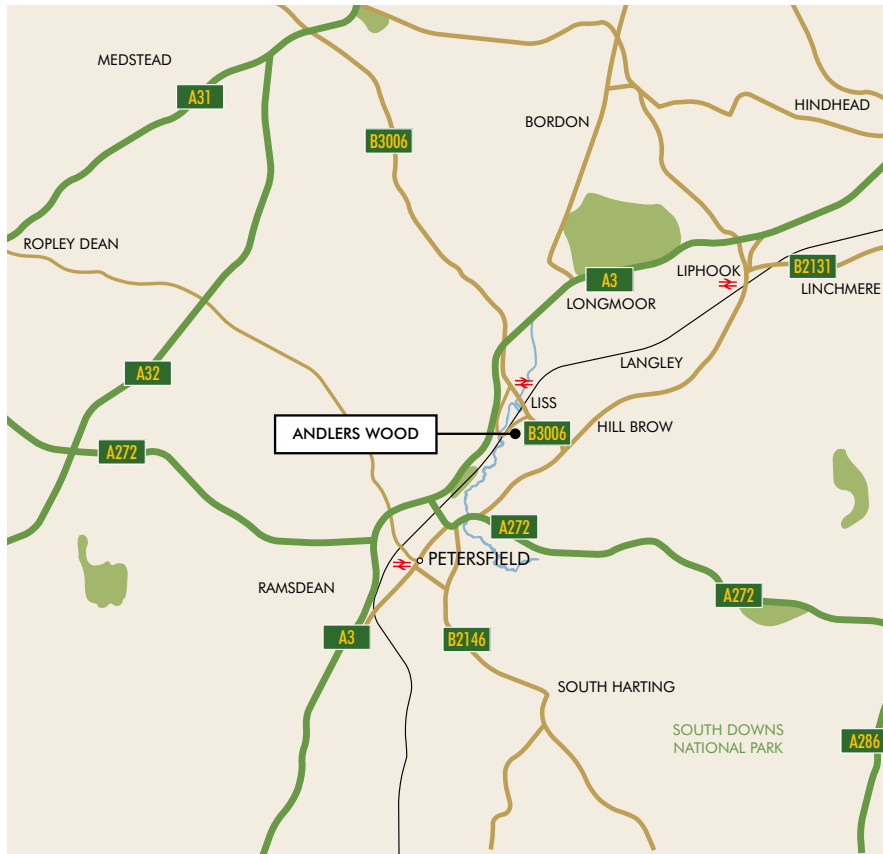 MEDSTEAD
A31
HINDHEAD
BORDON
B3006
ROPLEY DEAN
LIPHOOK
B2131
A3
LINCHMERE
LONGMOOR
LANGLEY
A32
LISS
HILL BROW
ANDLERS WOOD
B3006
A272
A272
PETERSFIELD
RAMSDEAN
A272
A3
B2146
SOUTH HARTING
SOUTH DOWNS
NATIONAL PARK
A286